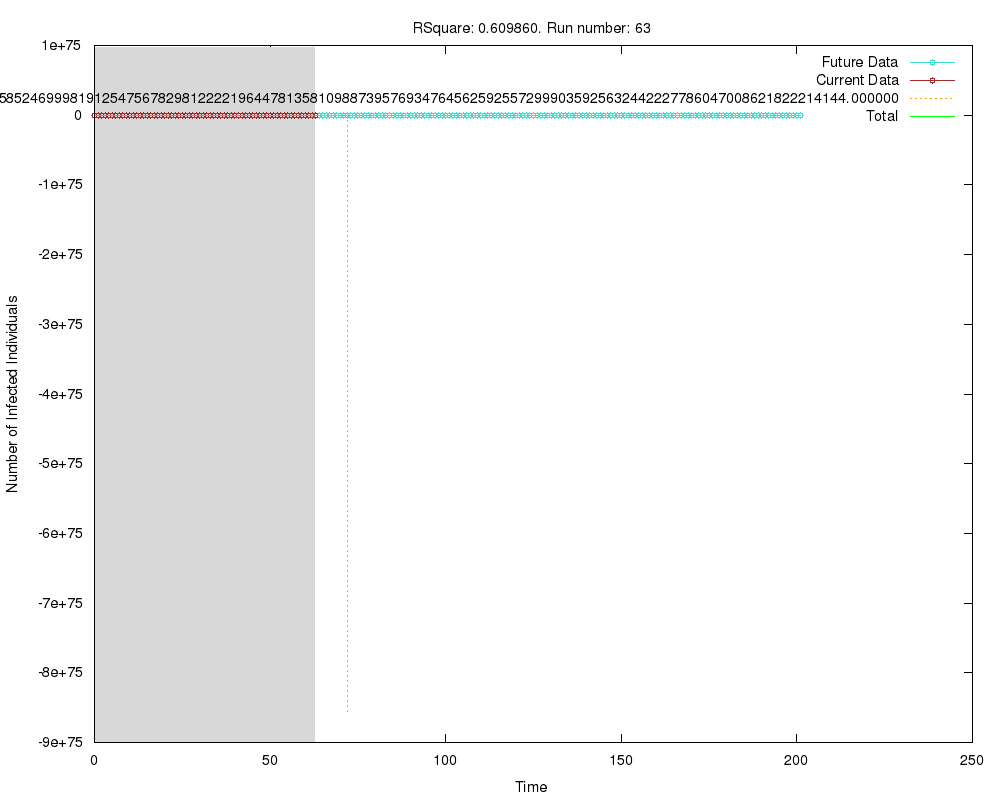 RSquare: 0.609860. Run number: 63
1e+75
Future Data
Current Data
5852469998191254756782981222219644781358109887395769347645625925572999035925632442227786047008621822214144.000000
0
Total
-1e+75
-2e+75
-3e+75
-4e+75
-5e+75
-6e+75
-7e+75
-8e+75
-9e+75
Number of Infected Individuals
0 50 100 150 200 250
Time